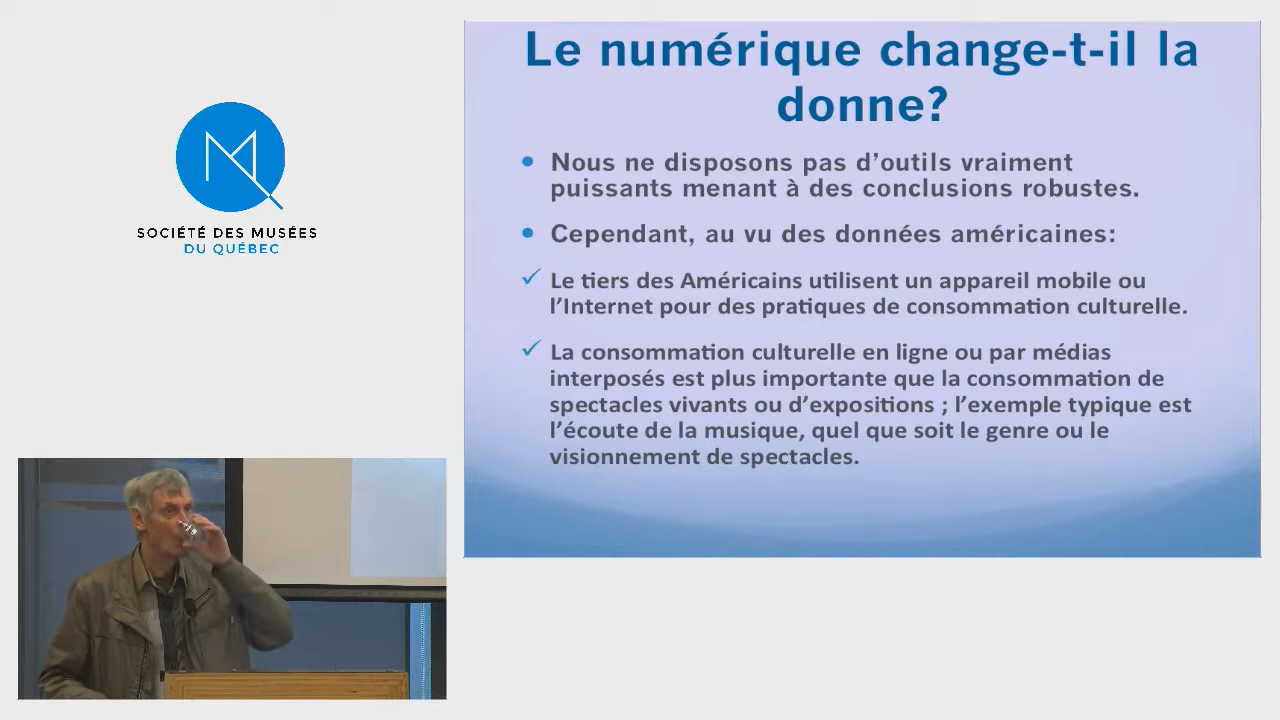 SOCIÉTÉ DES MUSÉES
DU QUÉBEC
Le numérique change-t-il la
donne?
• Nous ne disposons pas d’outils vraiment
puissants menant à des conclusions robustes.
• Cependant, au vu des données américaines:
✓ Le tiers des Américains utilisent un appareil mobile ou
l’Internet pour des pratiques de consommation culturelle.
✓ La consommation culturelle en ligne ou par médias
interposés est plus importante que la consommation de
spectacles vivants ou d’expositions ; l’exemple typique est
l’écoute de la musique, quel que soit le genre ou le
visionnement de spectacles.